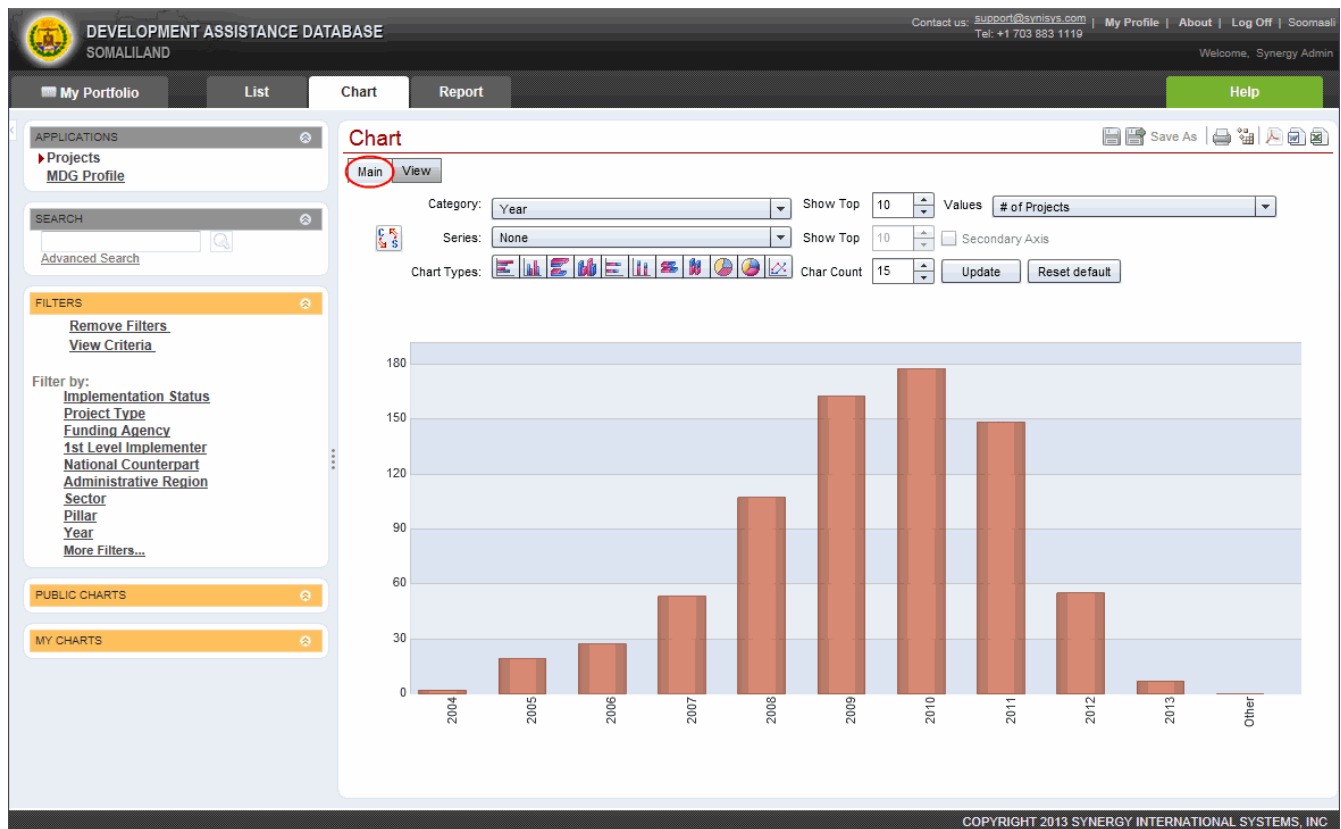 DEVELOPMENT ASSISTANCE DATABASE
SOMALILAND
Contact us: support@synisys.com | My Profile | About | Log Off | Soomaali
Tel: +1 703 883 1119
Welcome, Synergy Admin
My Portfolio List Chart Report Help
APPLICATIONS
Projects
MDG Profile
SEARCH
Advanced Search
FILTERS
Remove Filters
View Criteria
Filter by:
Implementation Status
Project Type
Funding Agency
1st Level Implementer
National Counterpart
Administrative Region
Sector
Pillar
Year
More Filters...
PUBLIC CHARTS
MY CHARTS
Chart
Save As
Main View
Category: Year Show Top 10 Values # of Projects
C S
Series: None Show Top 10 Secondary Axis
Chart Types: Char Count 15 Update Reset default
180
150
120
90
60
30
0
2004 2005 2006 2007 2008 2009 2010 2011 2012 2013 Other
COPYRIGHT 2013 SYNERGY INTERNATIONAL SYSTEMS, INC